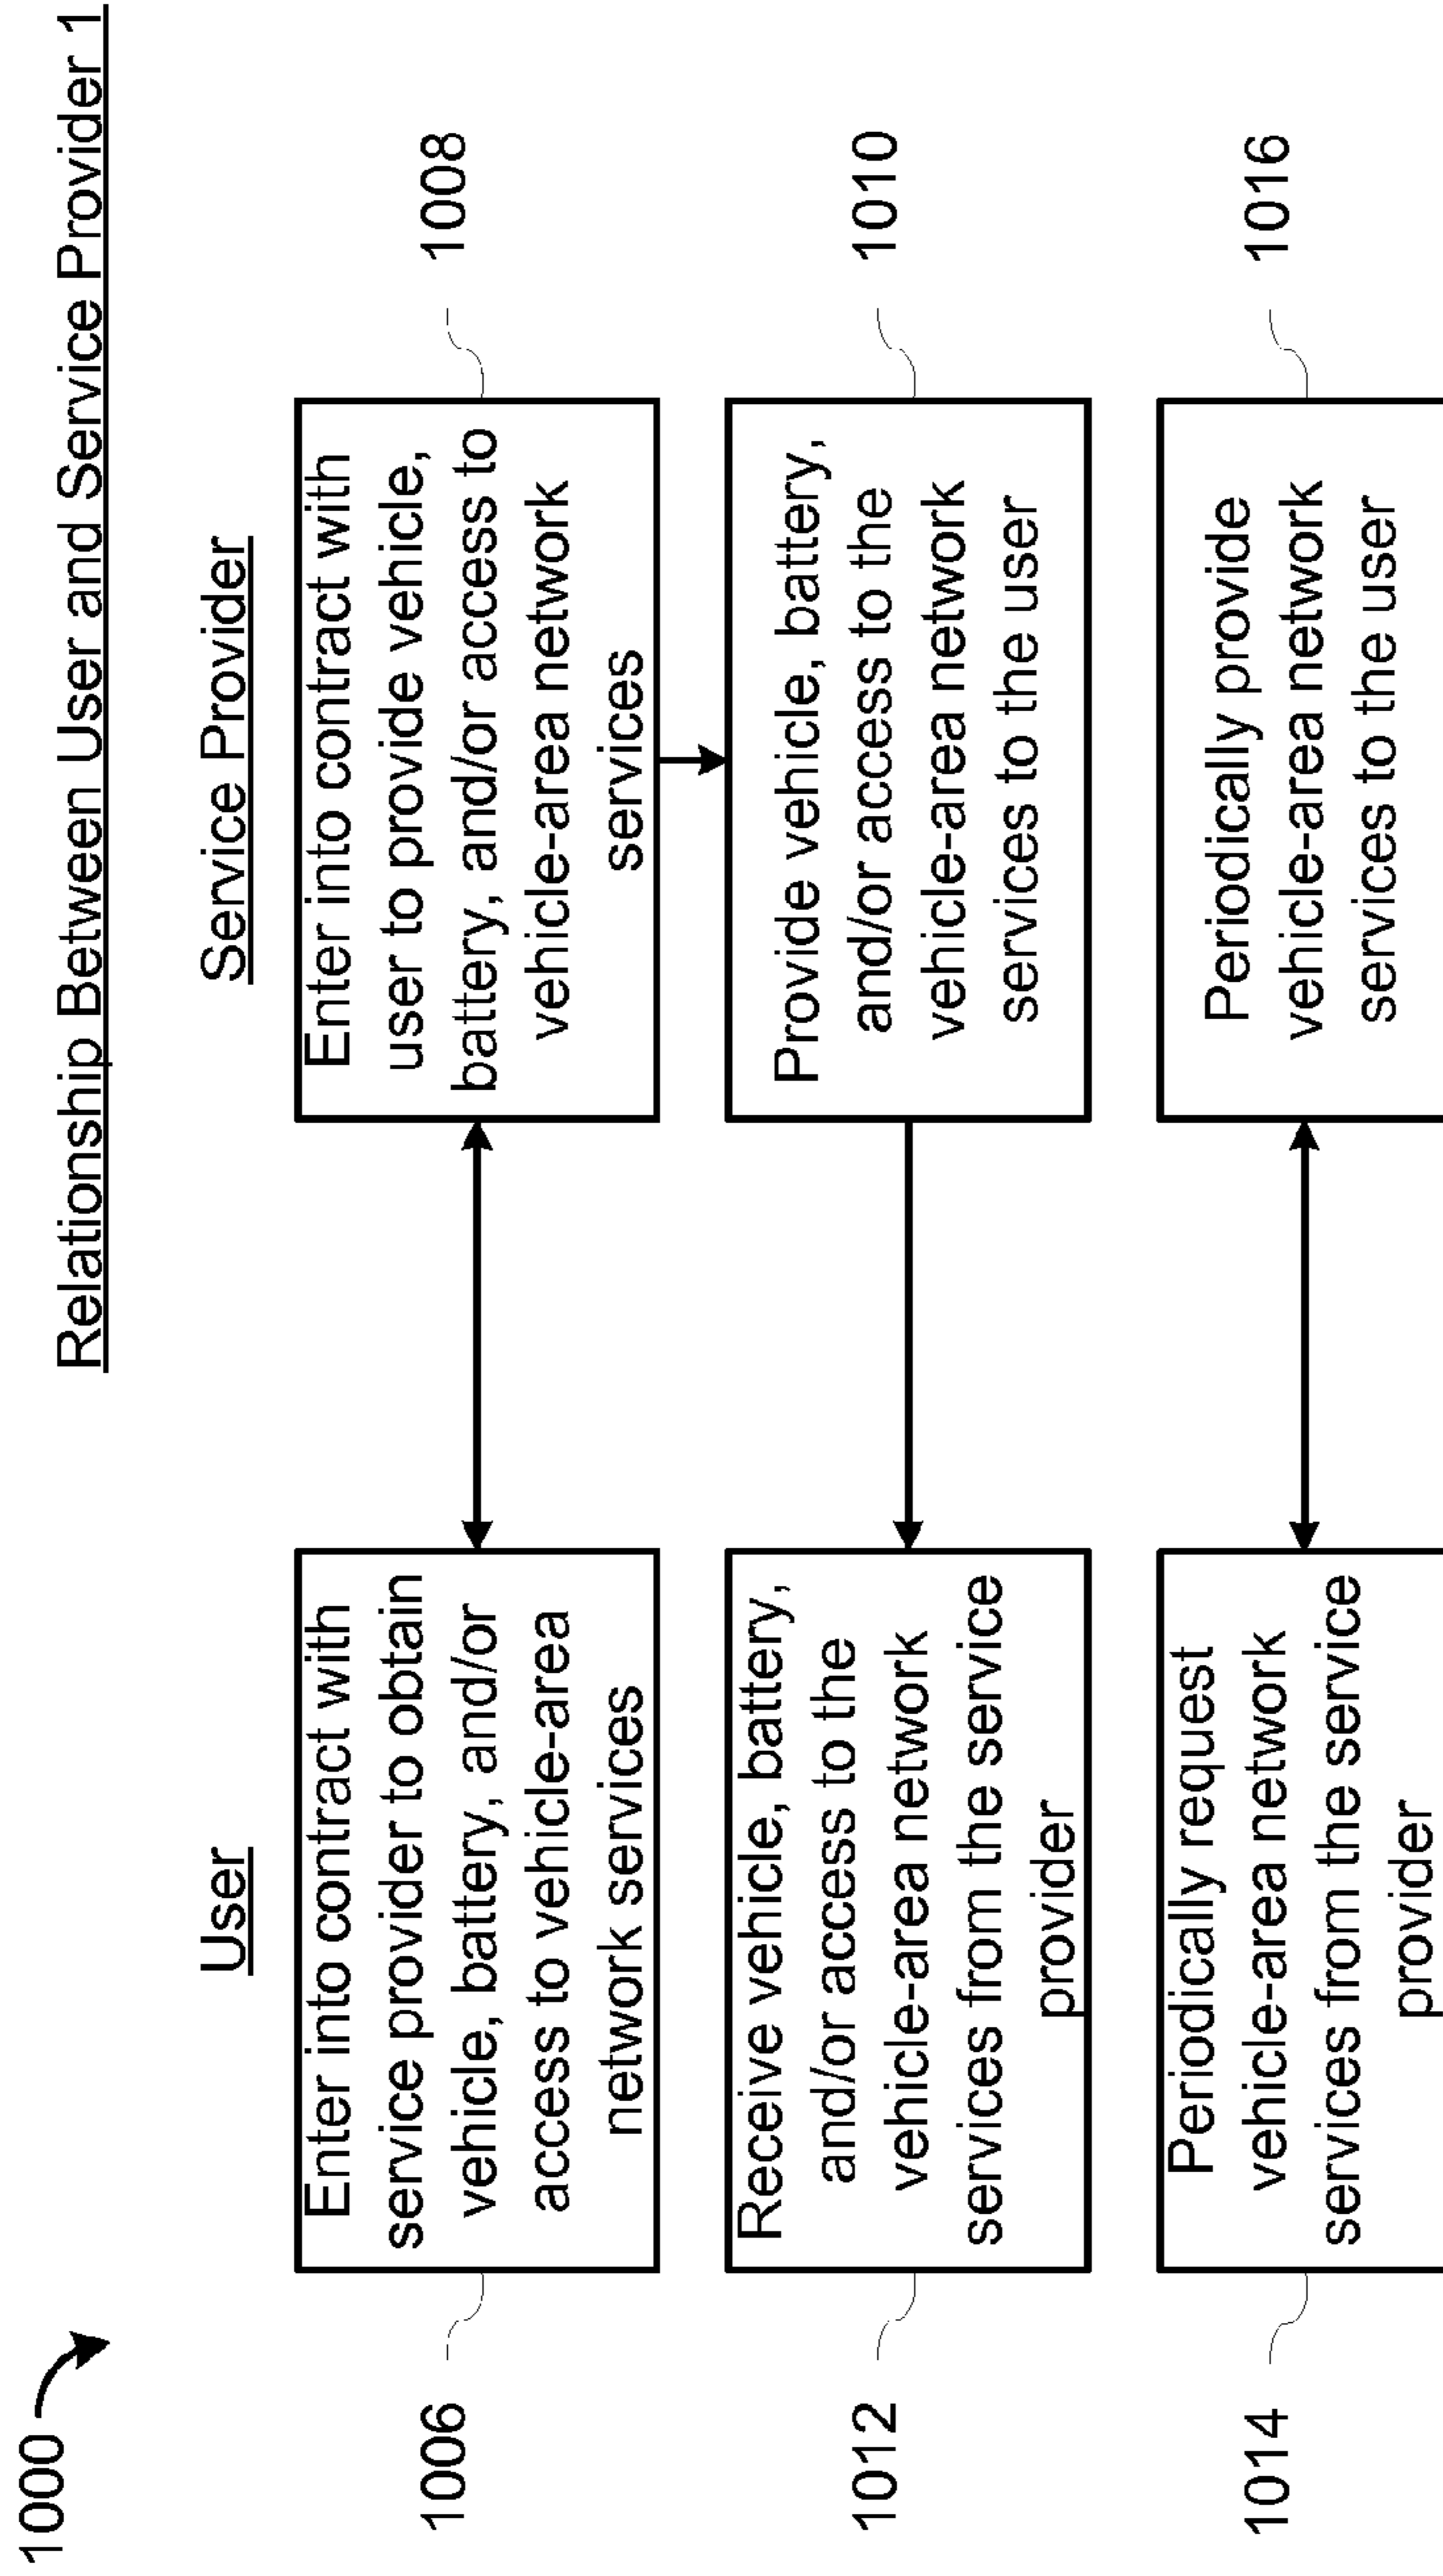 1000
Relationship Between User and Service Provider 1
User
Service Provider
1006
Enter into contract with
service provider to obtain
vehicle, battery, and/or
access to vehicle-area
network services
Enter into contract with
user to provide vehicle,
battery, and/or access to
vehicle-area network
services
1008
1012
Receive vehicle, battery,
and/or access to the
vehicle-area network
services from the service
provider
Provide vehicle, battery,
and/or access to the
vehicle-area network
services to the user
1010
1014
Periodically request
vehicle-area network
services from the service
provider
Periodically provide
vehicle-area network
services to the user
1016